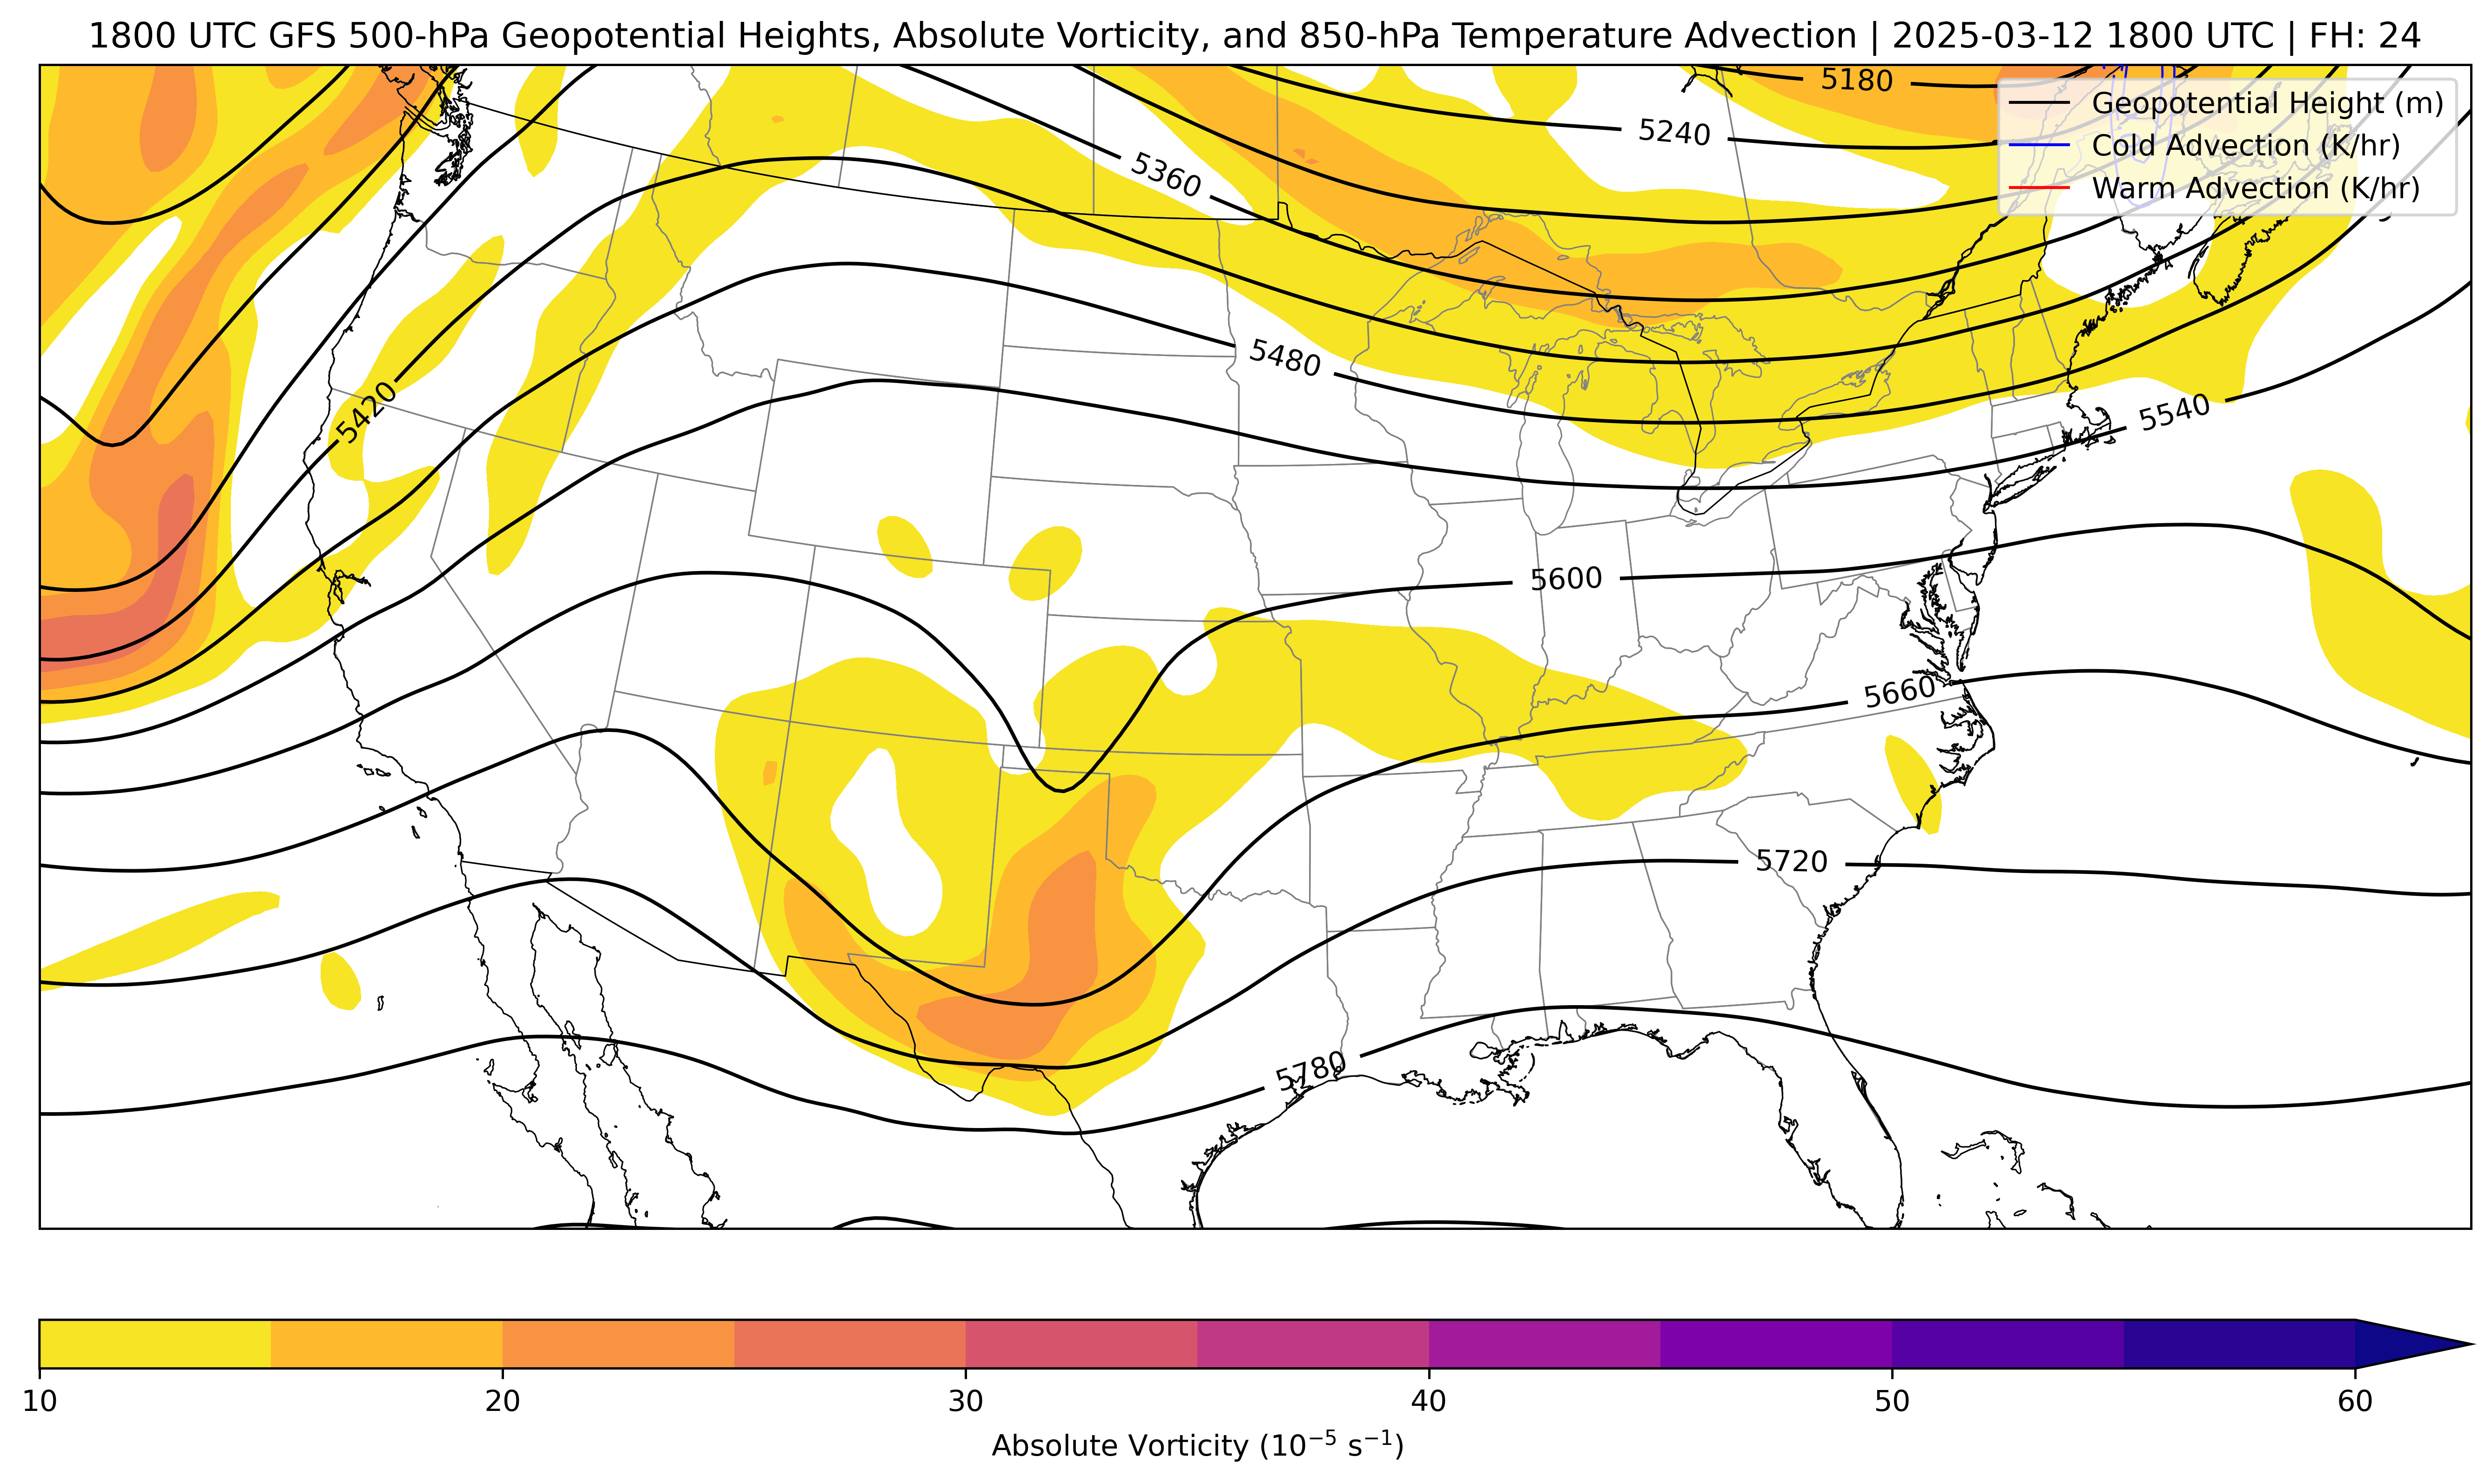 1800 UTC GFS 500-hPa Geopotential Heights, Absolute Vorticity, and 850-hPa Temperature Advection | 2025-03-12 1800 UTC | FH: 24
5180
Geopotential Height (m)
5240
Cold Advection (K/hr)
5360
Warm Advection (K/hr)
5480
5420
5540
5600
5660
5720
5780
10 20 30 40 50 60
Absolute Vorticity (10⁻⁵ s⁻¹)